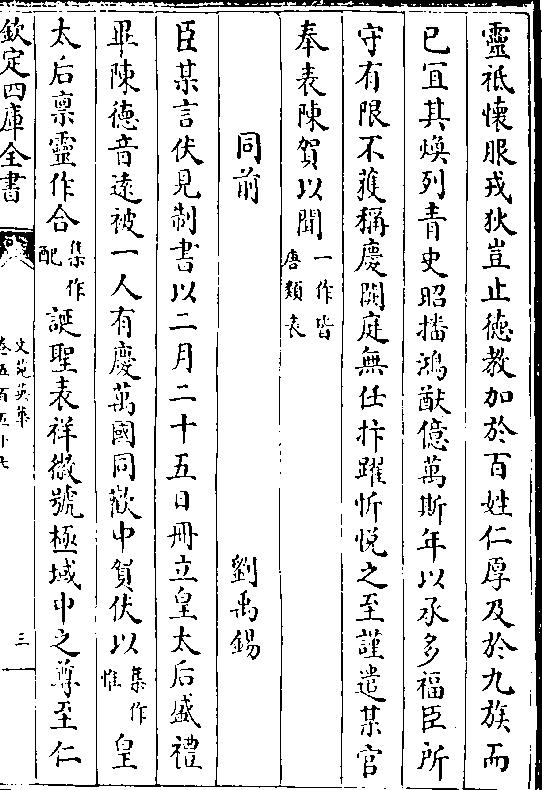 靈祗懷服戎狄豈止徳教加於百姓仁厚及於九族而
已冝其煥列青史昭播鴻猷億萬斯年以承多福臣所
守有限不獲稱慶闕庭無任抃躍忻悦之至謹遣某官
奉表陳賀以聞一作皆唐類表
同前 劉禹錫
臣某言伏見制書以二月二十五日冊立皇太后盛禮
畢陳德音遠被一人有慶萬國同歡中賀伏以集作惟皇
太后禀靈作合集作配誕聖表祥徽號極域中之尊至仁
欽定四庫全書
文苑英華
卷五百五十七
三